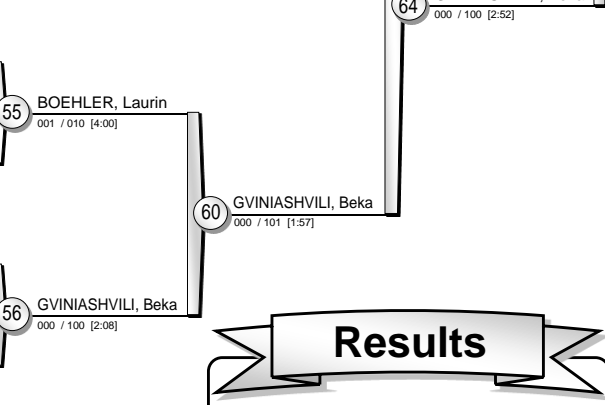 64
000 / 100 [2:52]
55
BOEHLER, Laurin
001 / 010 [4:00]
60
GVINIASHVILI, Beka
000 / 101 [1:57]
56
GVINIASHVILI, Beka
000 / 100 [2:08]
Results